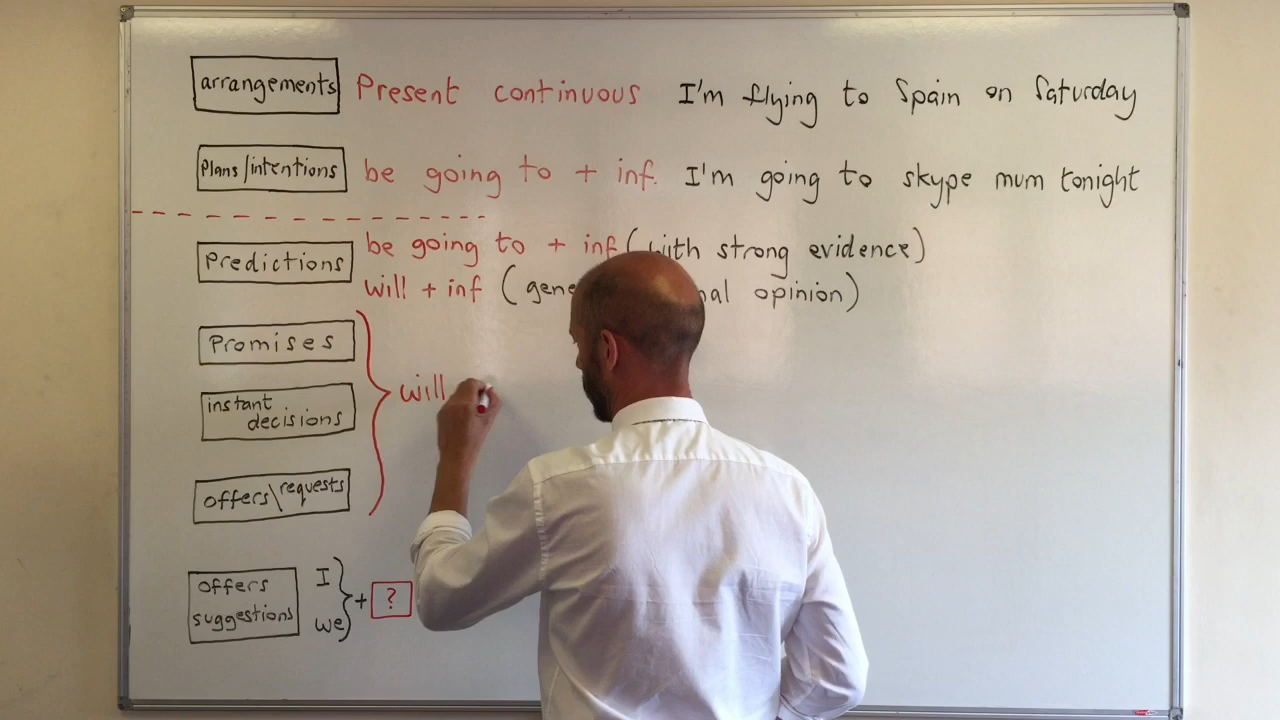 arrangements Present continuous I'm flying to Spain on Saturday
Plans/intentions be going to + inf. I'm going to skype mum tonight
Predictions be going to + inf (with strong evidence)
will + inf ( opinion)
Promises
instant
decisions
will
offers\requests
offers
suggestions
I
we
+ ?